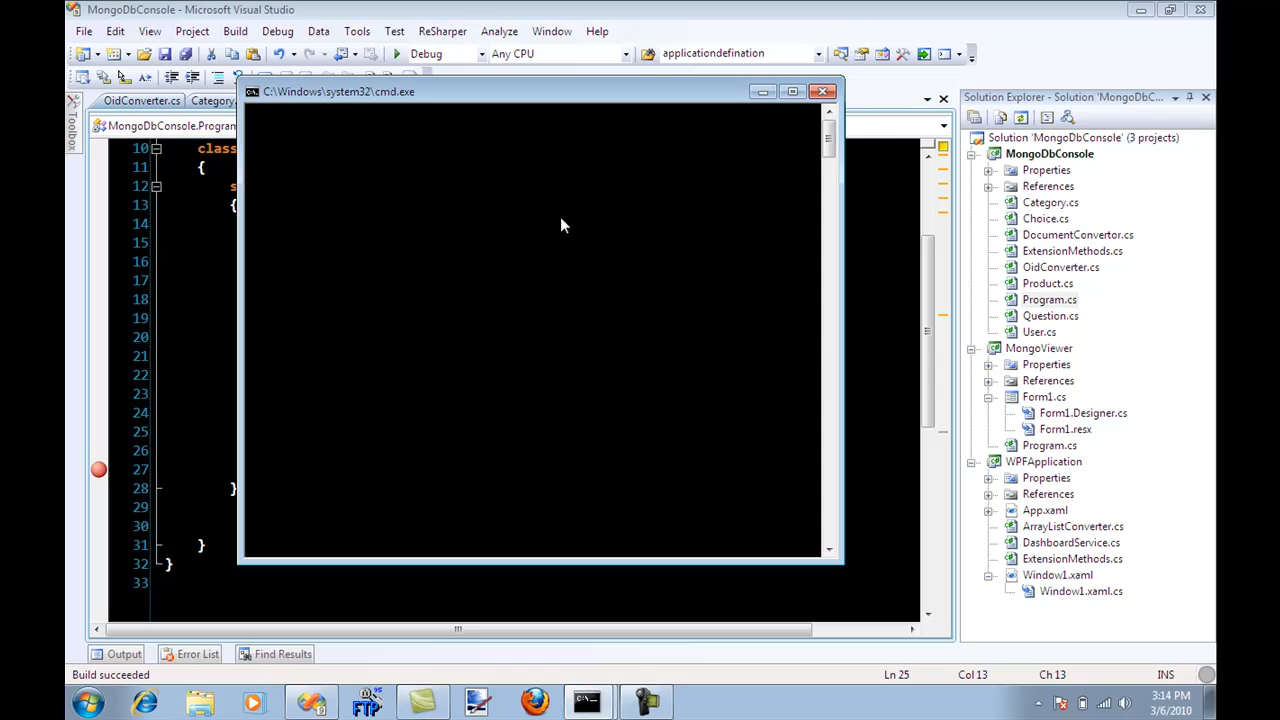 MongoDbConsole - Microsoft Visual Studio
File Edit View Project Build Debug Data Tools Test ReSharper Analyze Window Help
Debug Any CPU applicationdefination
C:\Windows\system32\cmd.exe
OidConverter.cs Category.
MongoDbConsole.Program
Toolbox
10 class
11 {
12 s
13 {
14
15
16
17
18
19
20
21
22
23
24
25
26
27
28 }
29
30
31 }
32 }
33
Solution Explorer - Solution 'MongoDbC...
Solution 'MongoDbConsole' (3 projects)
MongoDbConsole
Properties
References
Category.cs
Choice.cs
DocumentConvertor.cs
ExtensionMethods.cs
OidConverter.cs
Product.cs
Program.cs
Question.cs
User.cs
MongoViewer
Properties
References
Form1.cs
Form1.Designer.cs
Form1.resx
Program.cs
WPFApplication
Properties
References
App.xaml
ArrayListConverter.cs
DashboardService.cs
ExtensionMethods.cs
Window1.xaml
Window1.xaml.cs
Output Error List Find Results
Build succeeded Ln 25 Col 13 Ch 13 INS
FTP
3:14 PM
3/6/2010